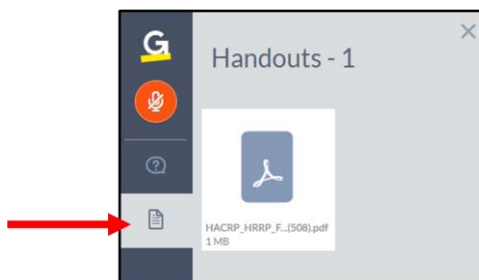 G
Handouts - 1
HACRP_HRRP_F...(508).pdf
1 MB